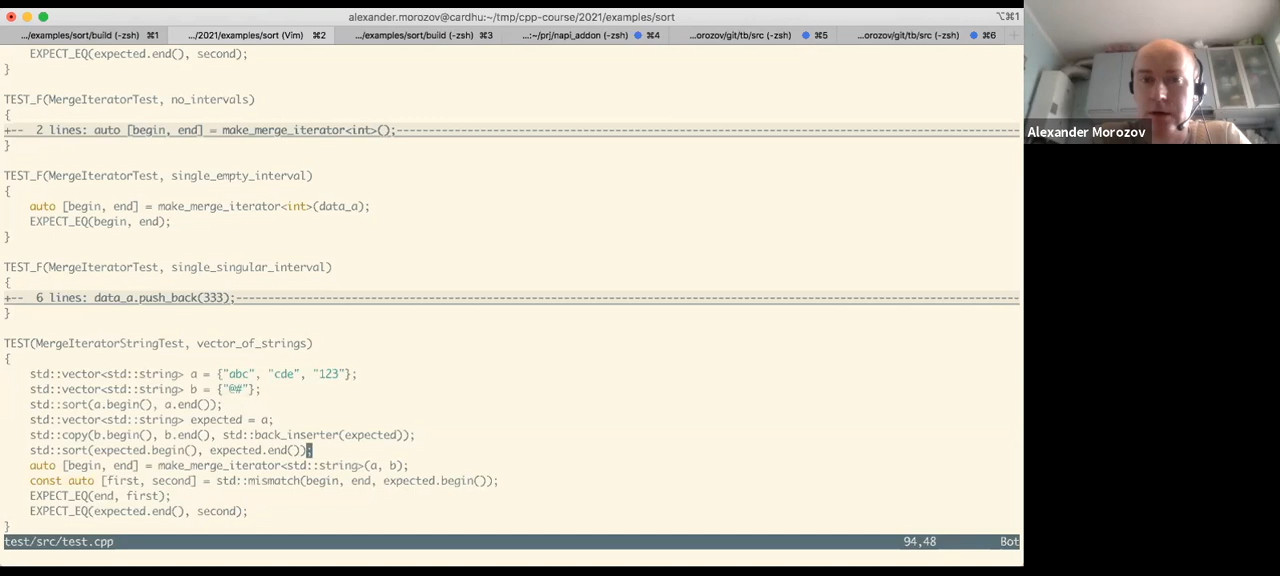 alexander.morozov@cardhu:~/tmp/cpp-course/2021/examples/sort
⌥⌘1
.../examples/sort/build (-zsh) ⌘1
.../2021/examples/sort (Vim) ⌘2
.../examples/sort/build (-zsh) ⌘3
...:~/prj/napi_addon (-zsh) ⌘4
...orozov/git/tb/src (-zsh) ⌘5
...orozov/git/tb/src (-zsh) ⌘6
EXPECT_EQ(expected.end(), second);
}
TEST_F(MergeIteratorTest, no_intervals)
{
+-- 2 lines: auto [begin, end] = make_merge_iterator<int>();
}
TEST_F(MergeIteratorTest, single_empty_interval)
{
auto [begin, end] = make_merge_iterator<int>(data_a);
EXPECT_EQ(begin, end);
}
TEST_F(MergeIteratorTest, single_singular_interval)
{
+-- 6 lines: data_a.push_back(333);
}
TEST(MergeIteratorStringTest, vector_of_strings)
{
std::vector<std::string> a = {"abc", "cde", "123"};
std::vector<std::string> b = {"@#"};
std::sort(a.begin(), a.end());
std::vector<std::string> expected = a;
std::copy(b.begin(), b.end(), std::back_inserter(expected));
std::sort(expected.begin(), expected.end());
auto [begin, end] = make_merge_iterator<std::string>(a, b);
const auto [first, second] = std::mismatch(begin, end, expected.begin());
EXPECT_EQ(end, first);
EXPECT_EQ(expected.end(), second);
}
test/src/test.cpp 94,48 Bot
Alexander Morozov